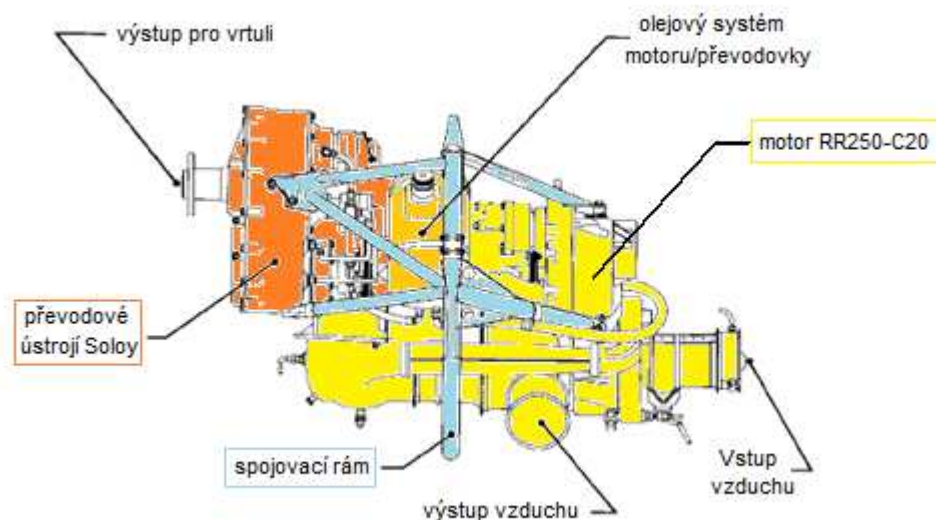 výstup pro vrtuli
olejový systém
motoru/převodovky
motor RR250-C20
převodové
ústrojí Soloy
spojovací rám
výstup vzduchu
Vstup
vzduchu